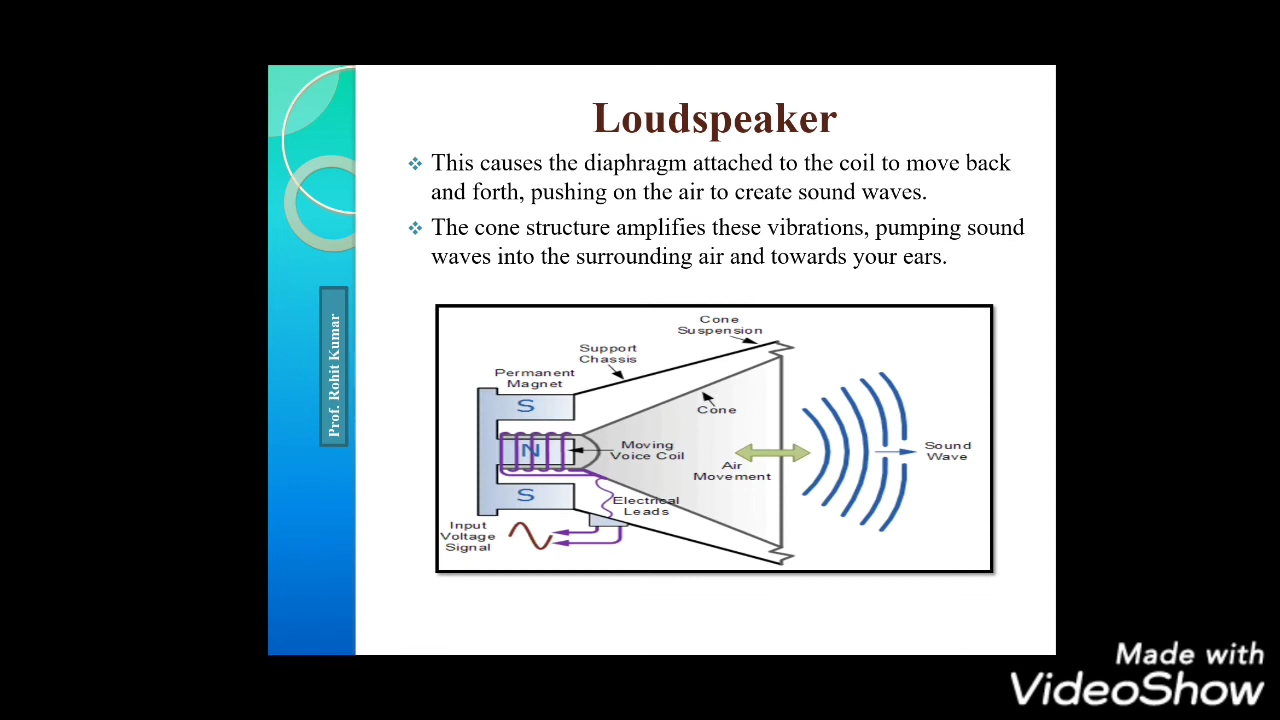 Loudspeaker
This causes the diaphragm attached to the coil to move back
and forth, pushing on the air to create sound waves.
The cone structure amplifies these vibrations, pumping sound
waves into the surrounding air and towards your ears.
Prof. Rohit Kumar
Cone
Suspension
Support
Chassis
Permanent
Magnet
S
Cone
N
Moving
Voice Coil
Sound
Wave
Air
Movement
S
Electrical
Leads
Input
Voltage
Signal
Made with
VideoShow